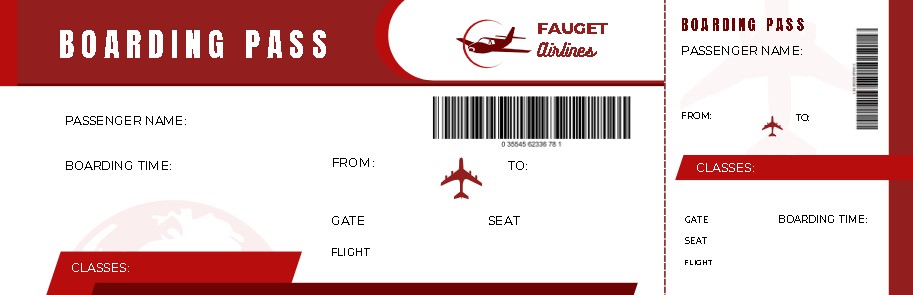 BOARDING PASS
FAUGET
Airlines
PASSENGER NAME:
0 35545 62336 78 1
BOARDING TIME:
FROM:
TO:
GATE
SEAT
FLIGHT
CLASSES:
BOARDING PASS
PASSENGER NAME:
FROM:
TO:
CLASSES:
GATE
BOARDING TIME:
SEAT
FLIGHT